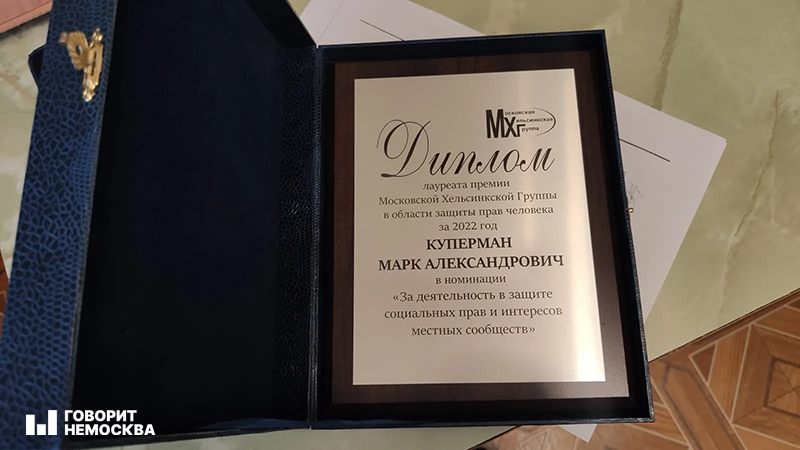 Московская
Хельсинкская
Группа
Диплом
лауреата премии
Московской Хельсинкской Группы
в области защиты прав человека
за 2022 год
КУПЕРМАН
МАРК АЛЕКСАНДРОВИЧ
в номинации
«За деятельность в защите
социальных прав и интересов
местных сообществ»
ГОВОРИТ
НЕМОСКВА